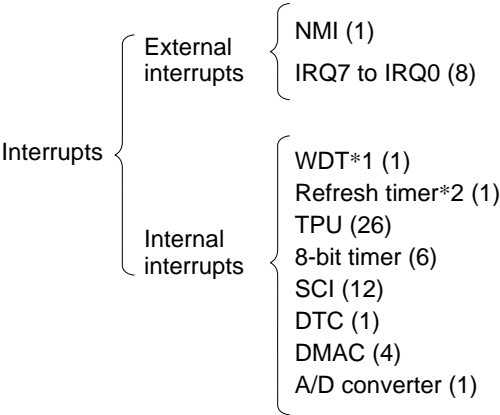 Interrupts
External
interrupts
NMI (1)
IRQ7 to IRQ0 (8)
Internal
interrupts
WDT*1 (1)
Refresh timer*2 (1)
TPU (26)
8-bit timer (6)
SCI (12)
DTC (1)
DMAC (4)
A/D converter (1)